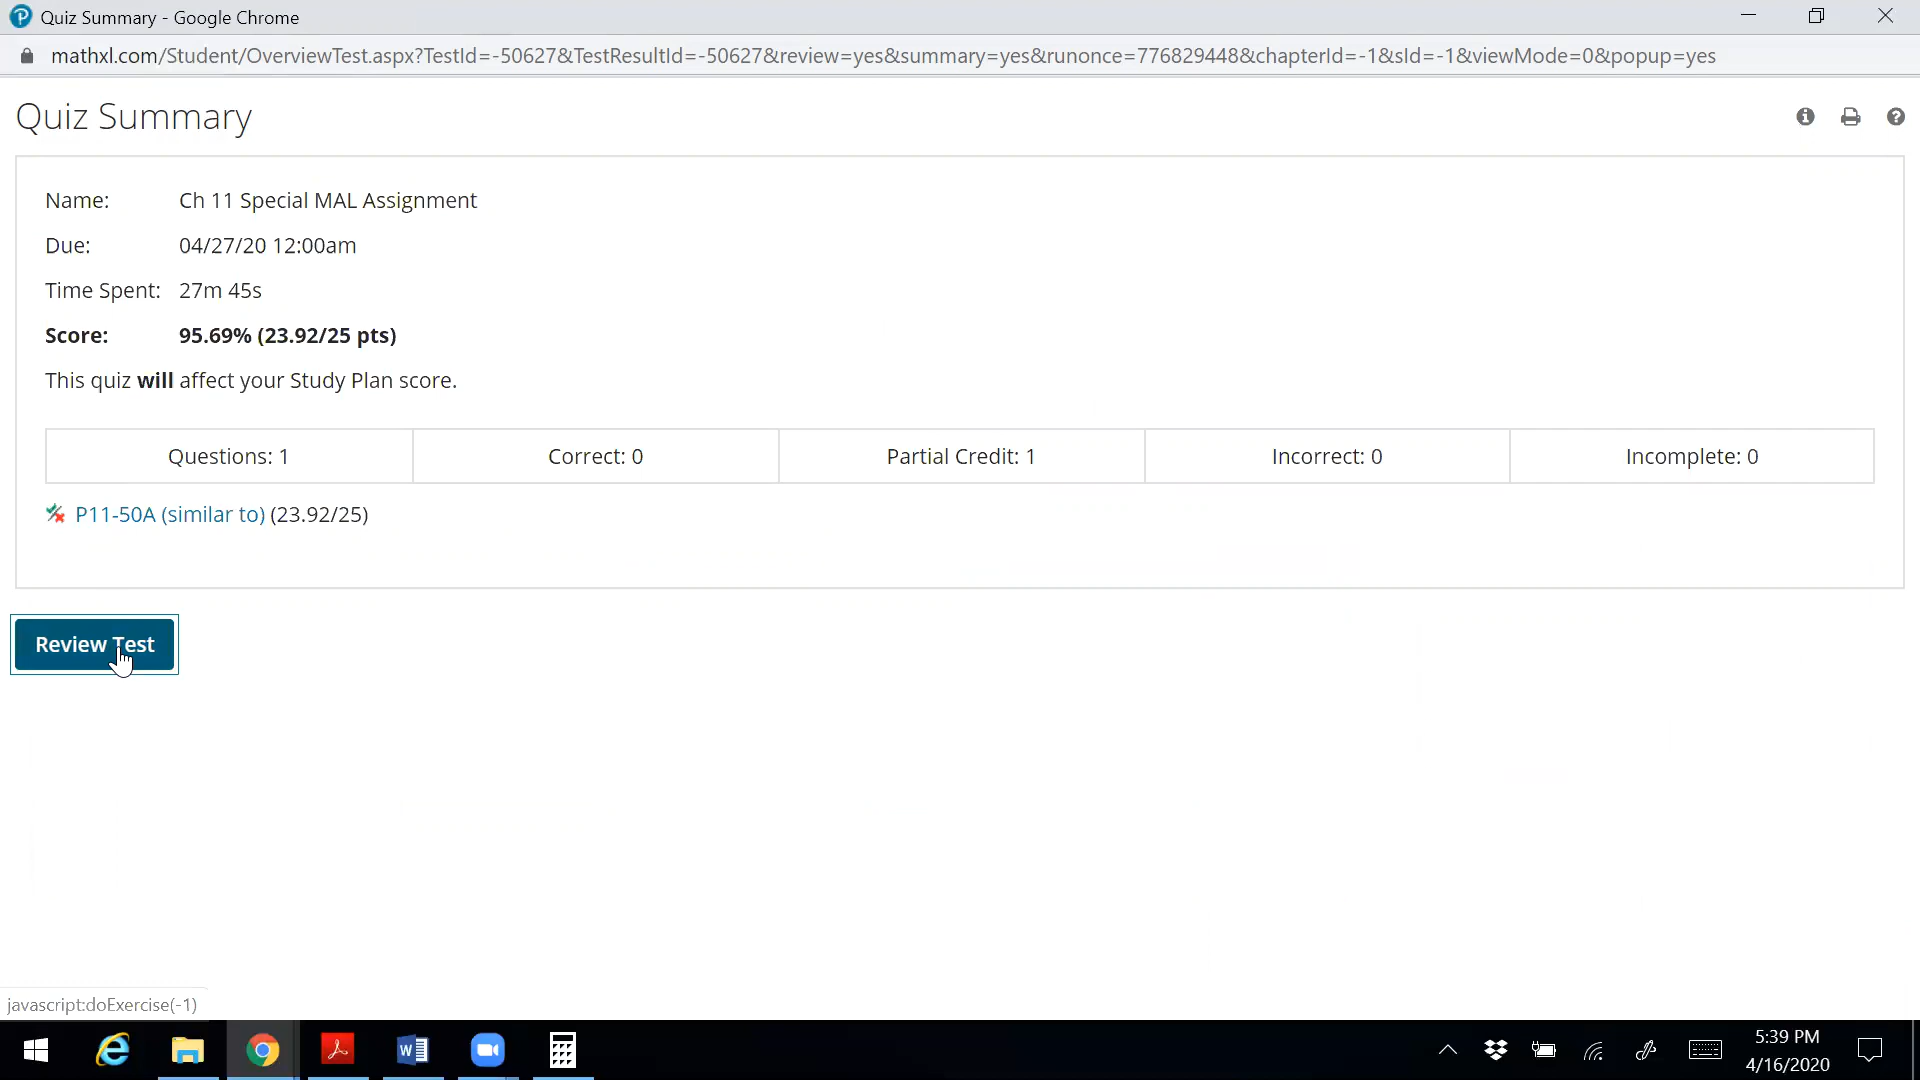 Quiz Summary - Google Chrome
mathxl.com/Student/OverviewTest.aspx?TestId=-50627&TestResultId=-50627&review=yes&summary=yes&runonce=776829448&chapterId=-1&sId=-1&viewMode=0&popup=yes
Quiz Summary
Name: Ch 11 Special MAL Assignment
Due: 04/27/20 12:00am
Time Spent: 27m 45s
Score: 95.69% (23.92/25 pts)
This quiz will affect your Study Plan score.
Questions: 1 Correct: 0 Partial Credit: 1 Incorrect: 0 Incomplete: 0
P11-50A (similar to) (23.92/25)
Review Test
javascript:doExercise(-1)
5:39 PM
4/16/2020